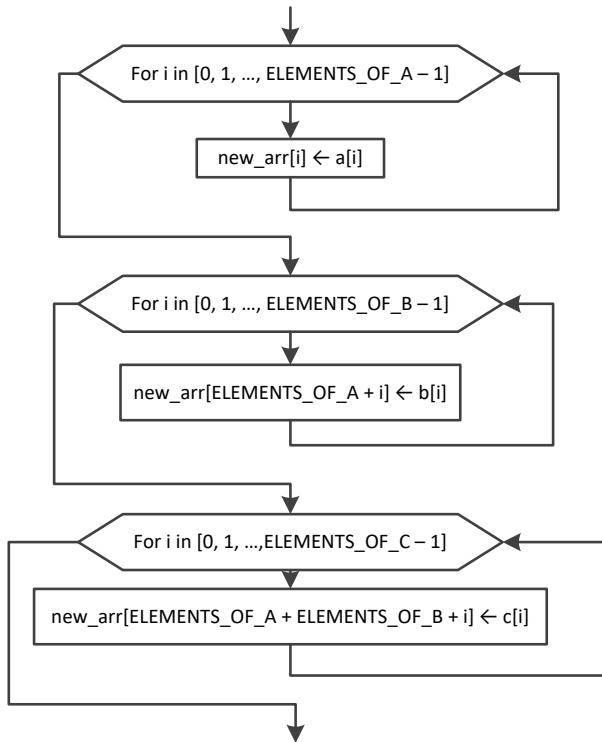 For i in [0, 1, …, ELEMENTS_OF_A – 1]
new_arr[i] ← a[i]
For i in [0, 1, …, ELEMENTS_OF_B – 1]
new_arr[ELEMENTS_OF_A + i] ← b[i]
For i in [0, 1, …,ELEMENTS_OF_C – 1]
new_arr[ELEMENTS_OF_A + ELEMENTS_OF_B + i] ← c[i]